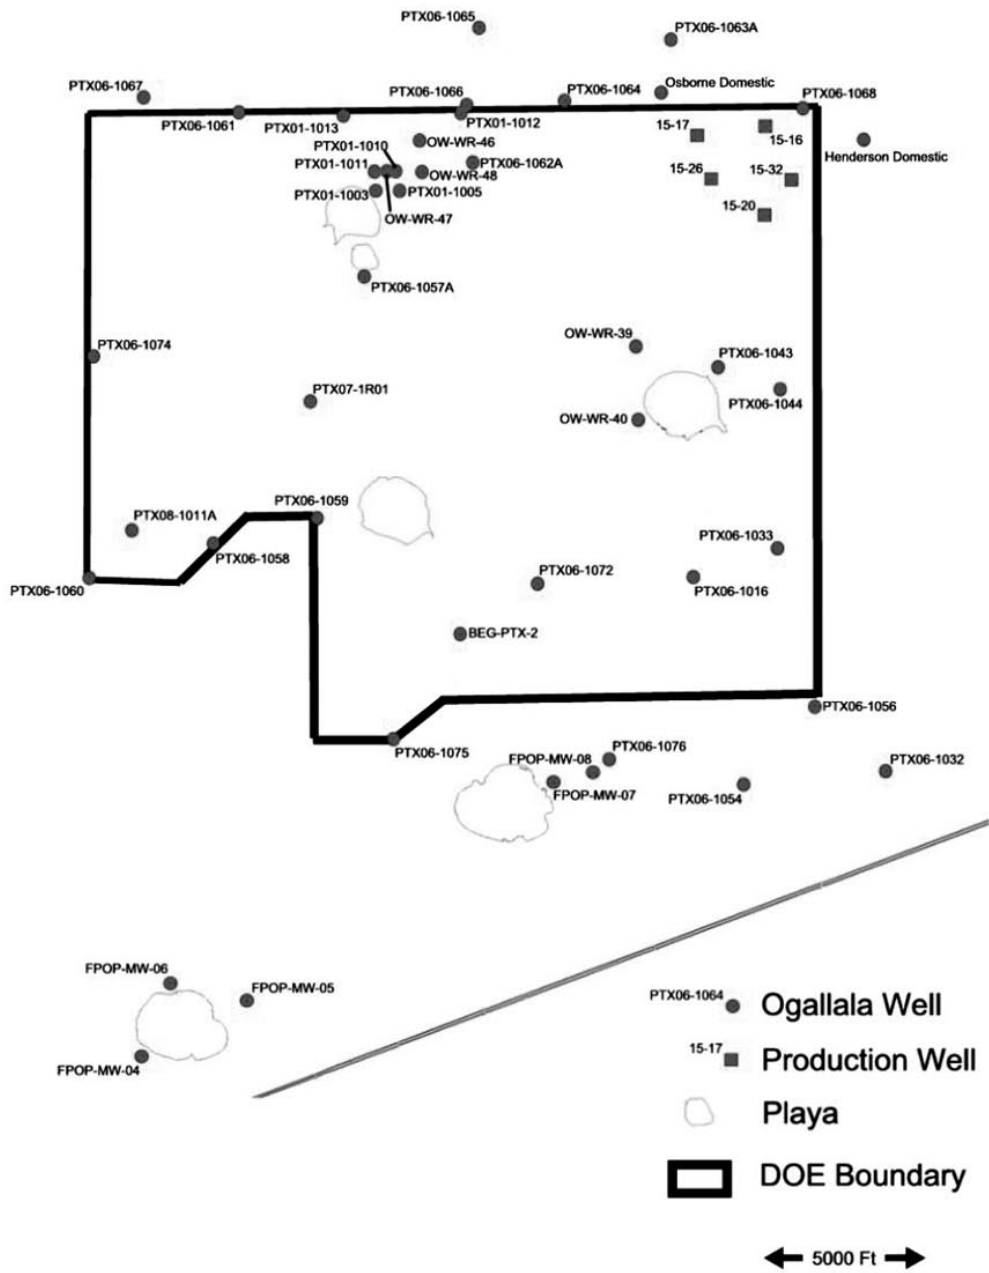 PTX06-1065
PTX06-1063A
PTX06-1067
Osborne Domestic
PTX06-1066
PTX06-1064
PTX06-1068
PTX06-1061
PTX01-1013
PTX01-1012
15-17
15-16
PTX01-1010
OW-WR-46
Henderson Domestic
PTX01-1011
PTX06-1062A
OW-WR-48
15-26
15-32
PTX01-1003
PTX01-1005
15-20
OW-WR-47
PTX06-1057A
OW-WR-39
PTX06-1074
PTX06-1043
PTX07-1R01
PTX06-1044
OW-WR-40
PTX06-1059
PTX08-1011A
PTX06-1058
PTX06-1033
PTX06-1060
PTX06-1072
PTX06-1016
BEG-PTX-2
PTX06-1056
PTX06-1075
PTX06-1076
FPOP-MW-08
PTX06-1032
FPOP-MW-07
PTX06-1054
FPOP-MW-06
FPOP-MW-05
FPOP-MW-04
PTX06-1064 Ogallala Well
15-17 Production Well
Playa
DOE Boundary
5000 Ft